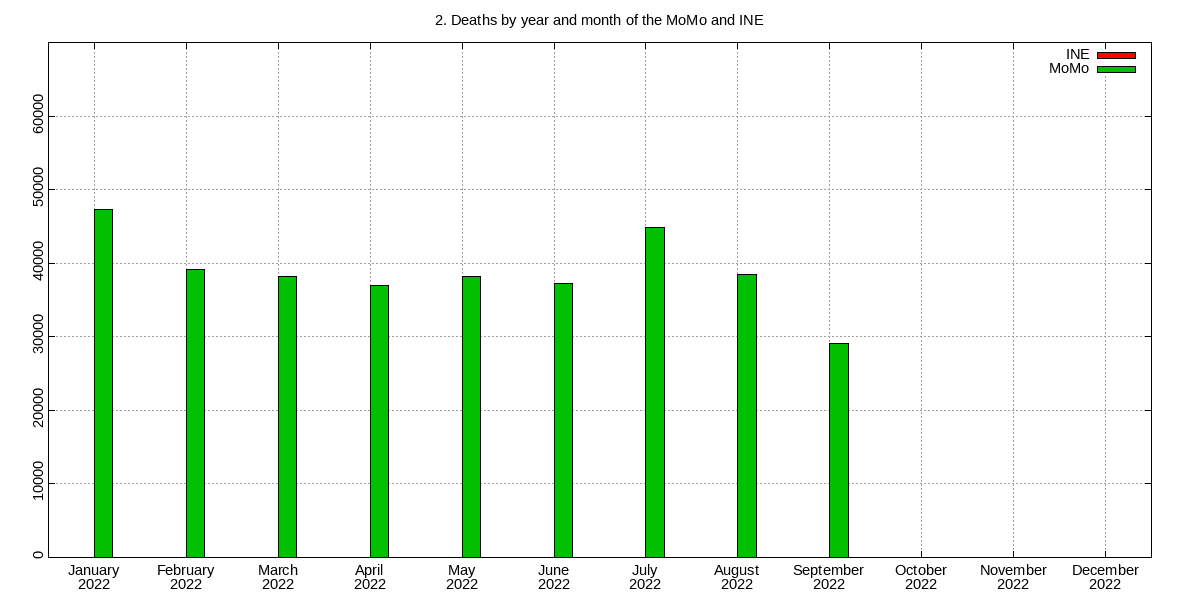 2. Deaths by year and month of the MoMo and INE
INE
MoMo
60000
50000
40000
30000
20000
10000
0
January February March April May June July August September October November December
2022 2022 2022 2022 2022 2022 2022 2022 2022 2022 2022 2022